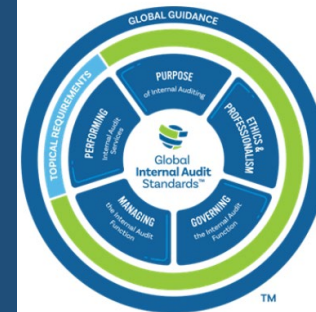 GLOBAL GUIDANCE
TOPICAL REQUIREMENTS
PURPOSE
of Internal Auditing
ETHICS &
PROFESSIONALISM
GOVERNING
the Internal Audit
Function
MANAGING
the Internal Audit
Function
PERFORMING
Internal Audit
Services
Global
Internal Audit
Standards™
TM